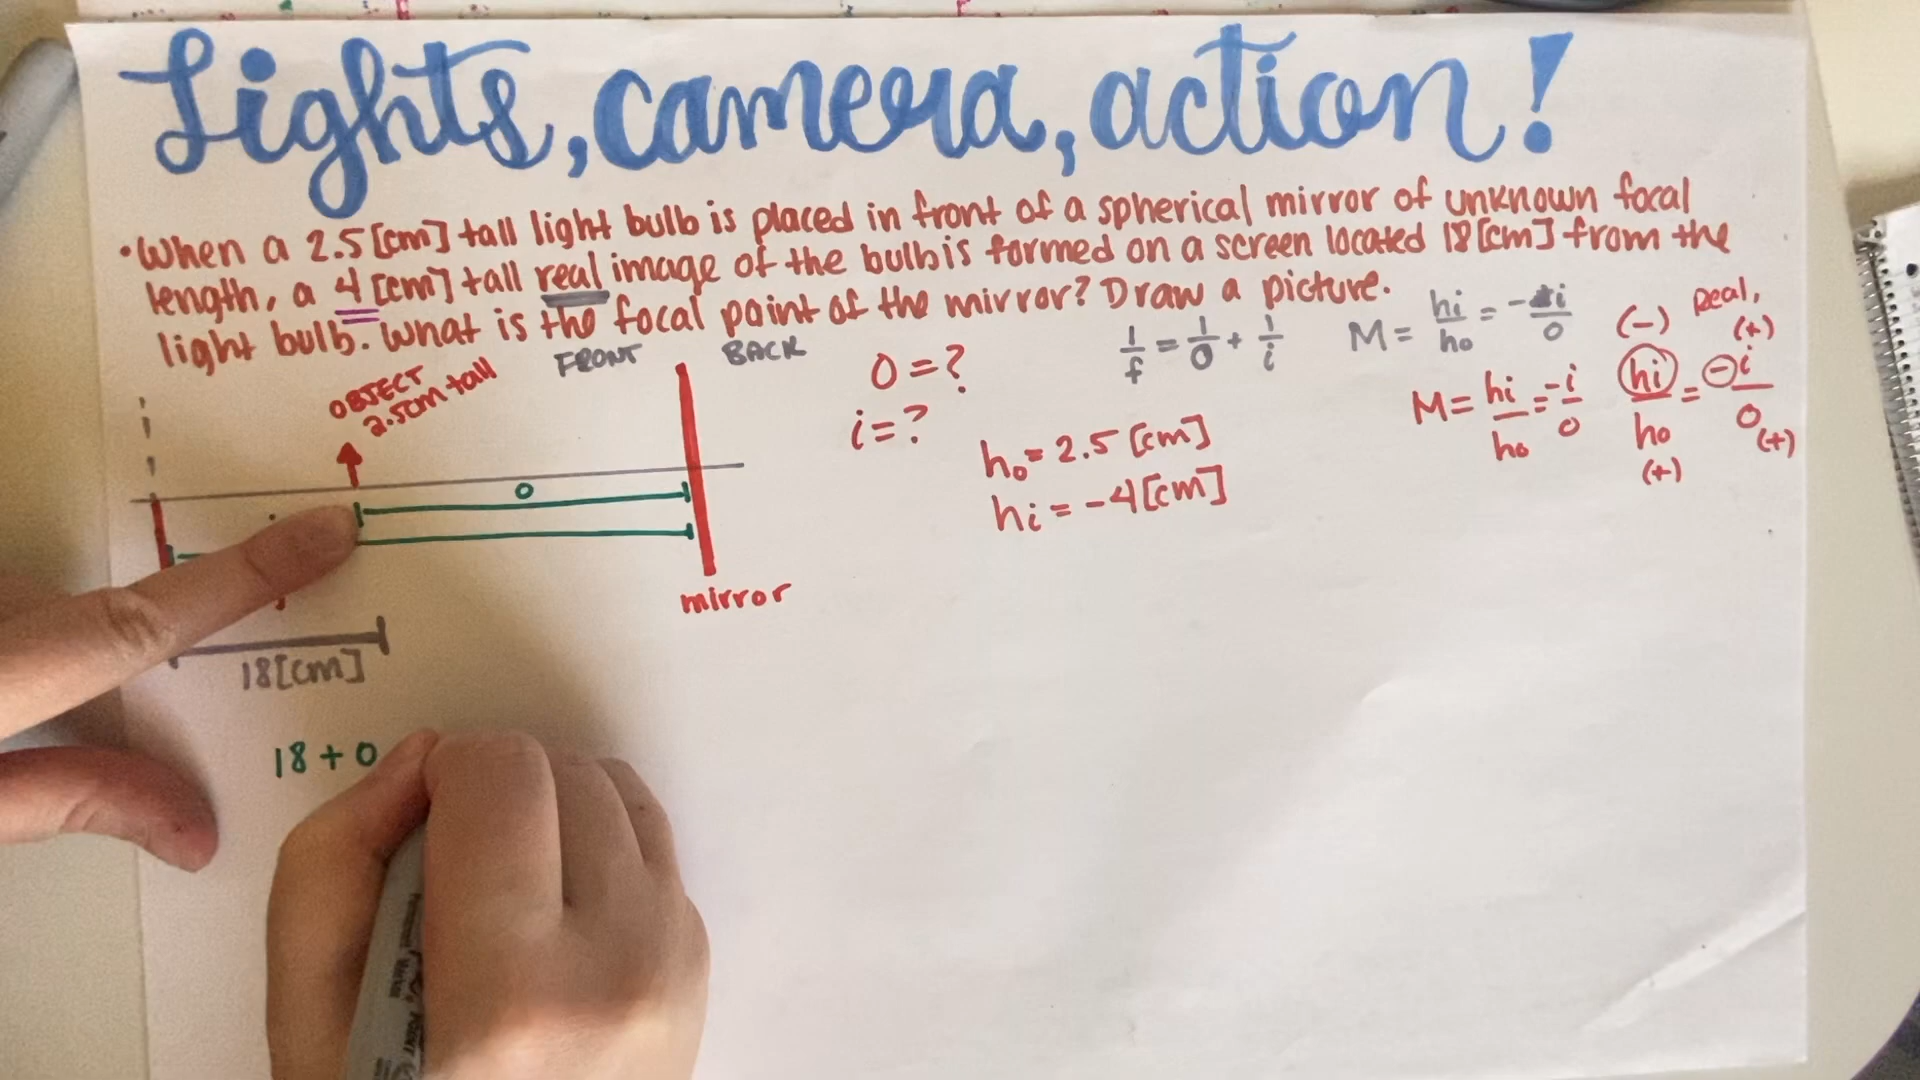 Lights, camera, action!
• When a 2.5 [cm] tall light bulb is placed in front of a spherical mirror of unknown focal
length, a 4 [cm] tall real image of the bulb is formed on a screen located 18 [cm] from the
light bulb. What is the focal point of the mirror? Draw a picture.
OBJECT
2.5cm tall
FRONT
BACK
o
mirror
18 [cm]
18 + o
o = ?
i = ?
ho = 2.5 [cm]
hi = -4 [cm]
1/f = 1/o + 1/i
M = hi/ho = -i/o
M = hi/ho = -i/o
(-)
Real,
(+)
hi/ho = -i/o
(+)
(+)